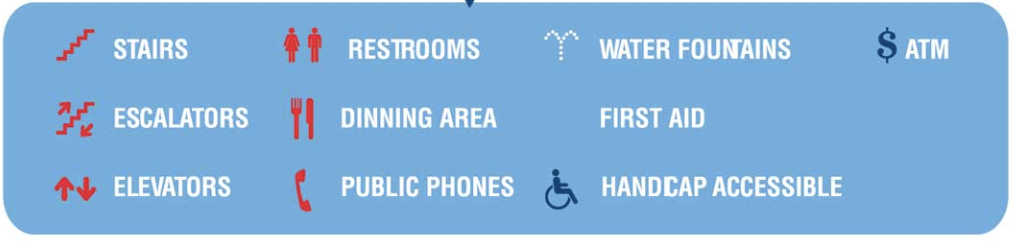 STAIRS RESTROOMS WATER FOUNTAINS $ ATM
ESCALATORS DINNING AREA FIRST AID
ELEVATORS PUBLIC PHONES HANDICAP ACCESSIBLE